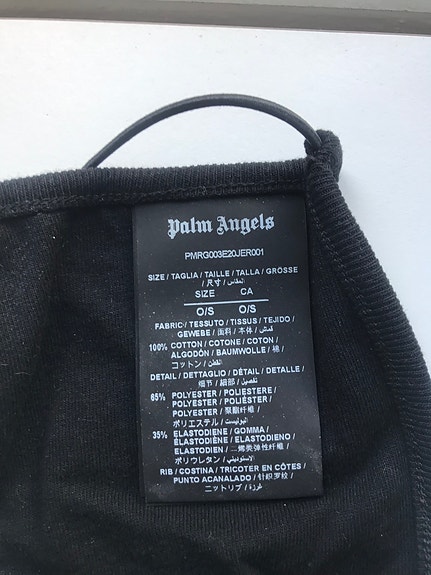 Palm Angels
PMRG003E20JER001
SIZE / TAGLIA / TAILLE / TALLA / GRÖSSE
/ 尺寸 / المقاس /
SIZE CA
O/S O/S
FABRIC / TESSUTO / TISSUS / TEJIDO /
GEWEBE / 面料 / 本体 / قماش /
100% COTTON / COTONE / COTON /
ALGODÓN / BAUMWOLLE / 棉 /
コットン / القطن /
DETAIL / DETTAGLIO / DÉTAIL / DETALLE /
细节 / 細部 / تفصيل /
65% POLYESTER / POLIESTERE /
POLYESTER / POLIÉSTER /
POLYESTER / 聚酯纤维 /
ポリエステル / البوليستر /
35% ELASTODIENE / GOMMA /
ÉLASTODIÈNE / ELASTODIENO /
ELASTODIEN / 二烯类弹性纤维 /
ポリウレタン /
RIB / COSTINA / TRICOTER EN CÔTES /
PUNTO ACANALADO / 针织罗纹 /
ニットリブ / غرزة /